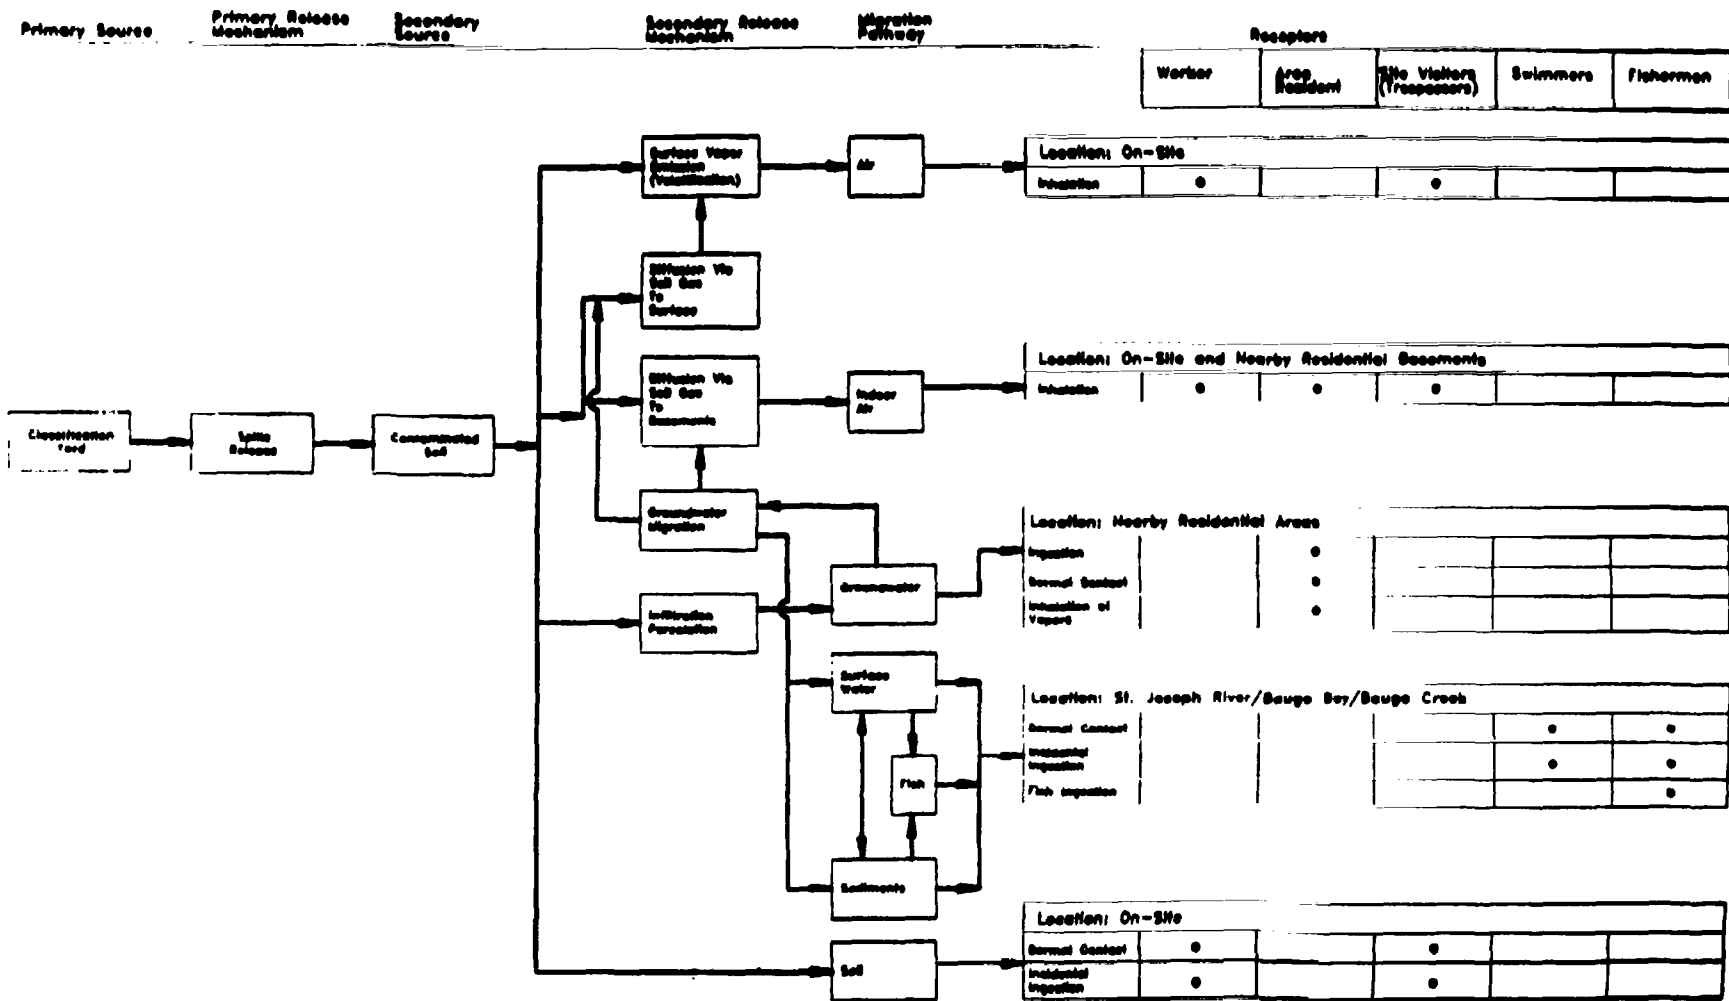 Primary Source
Primary Release
Mechanism
Secondary
Source
Secondary Release
Mechanism
Migration
Pathway
Receptors
Worker
Area
Resident
Site Visitors
(Trespassers)
Swimmers
Fishermen
Surface Vapor
Emission
(Volatilization)
Air
Location: On-Site
Inhalation
Diffusion Via
Soil Gas
To
Surface
Diffusion Via
Soil Gas
To
Basements
Indoor
Air
Location: On-Site and Nearby Residential Basements
Inhalation
Classification
Yard
Spills
Release
Contaminated
Soil
Groundwater
Migration
Groundwater
Location: Nearby Residential Areas
Ingestion
Dermal Contact
Inhalation of
Vapors
Infiltration
Percolation
Surface
Water
Fish
Sediments
Location: St. Joseph River/Baugo Bay/Baugo Creek
Dermal Contact
Incidental
Ingestion
Fish Ingestion
Soil
Location: On-Site
Dermal Contact
Incidental
Ingestion